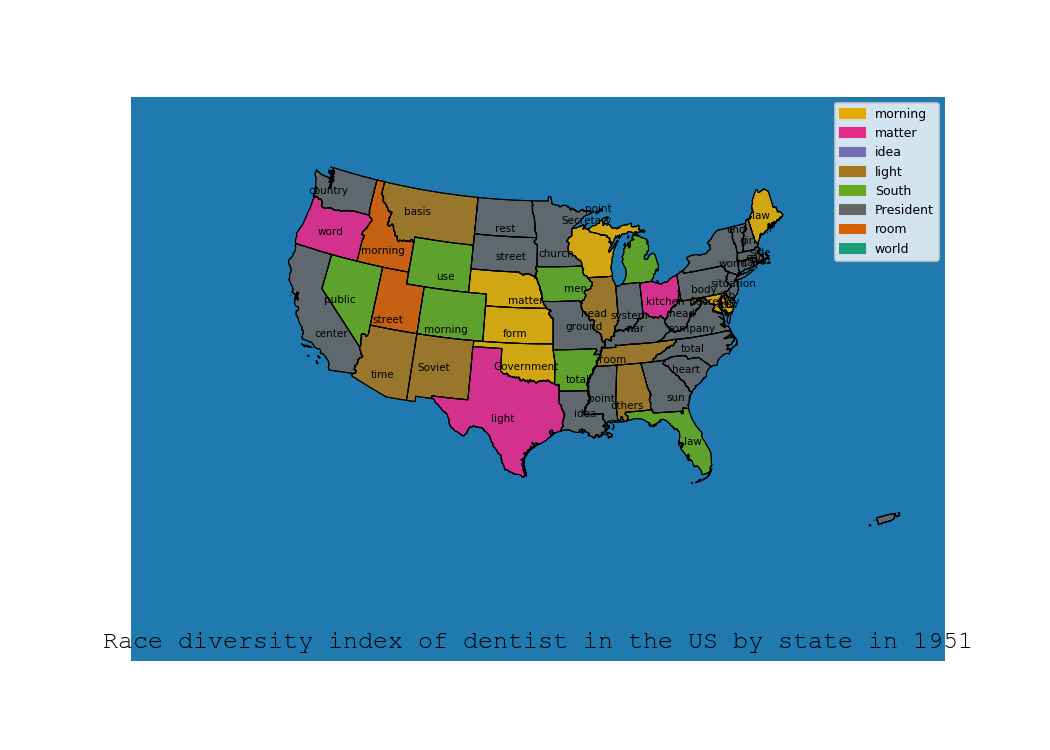 morning
matter
idea
light
South
President
room
world
country
basis
rest
point
Secretary
law
word
morning
street
church
use
men
body
situation
public
matter
kitchen
head
system
head
center
street
morning
form
ground
war
company
time
Soviet
Government
total
room
total
heart
light
idea
point
others
sun
law
Race diversity index of dentist in the US by state in 1951